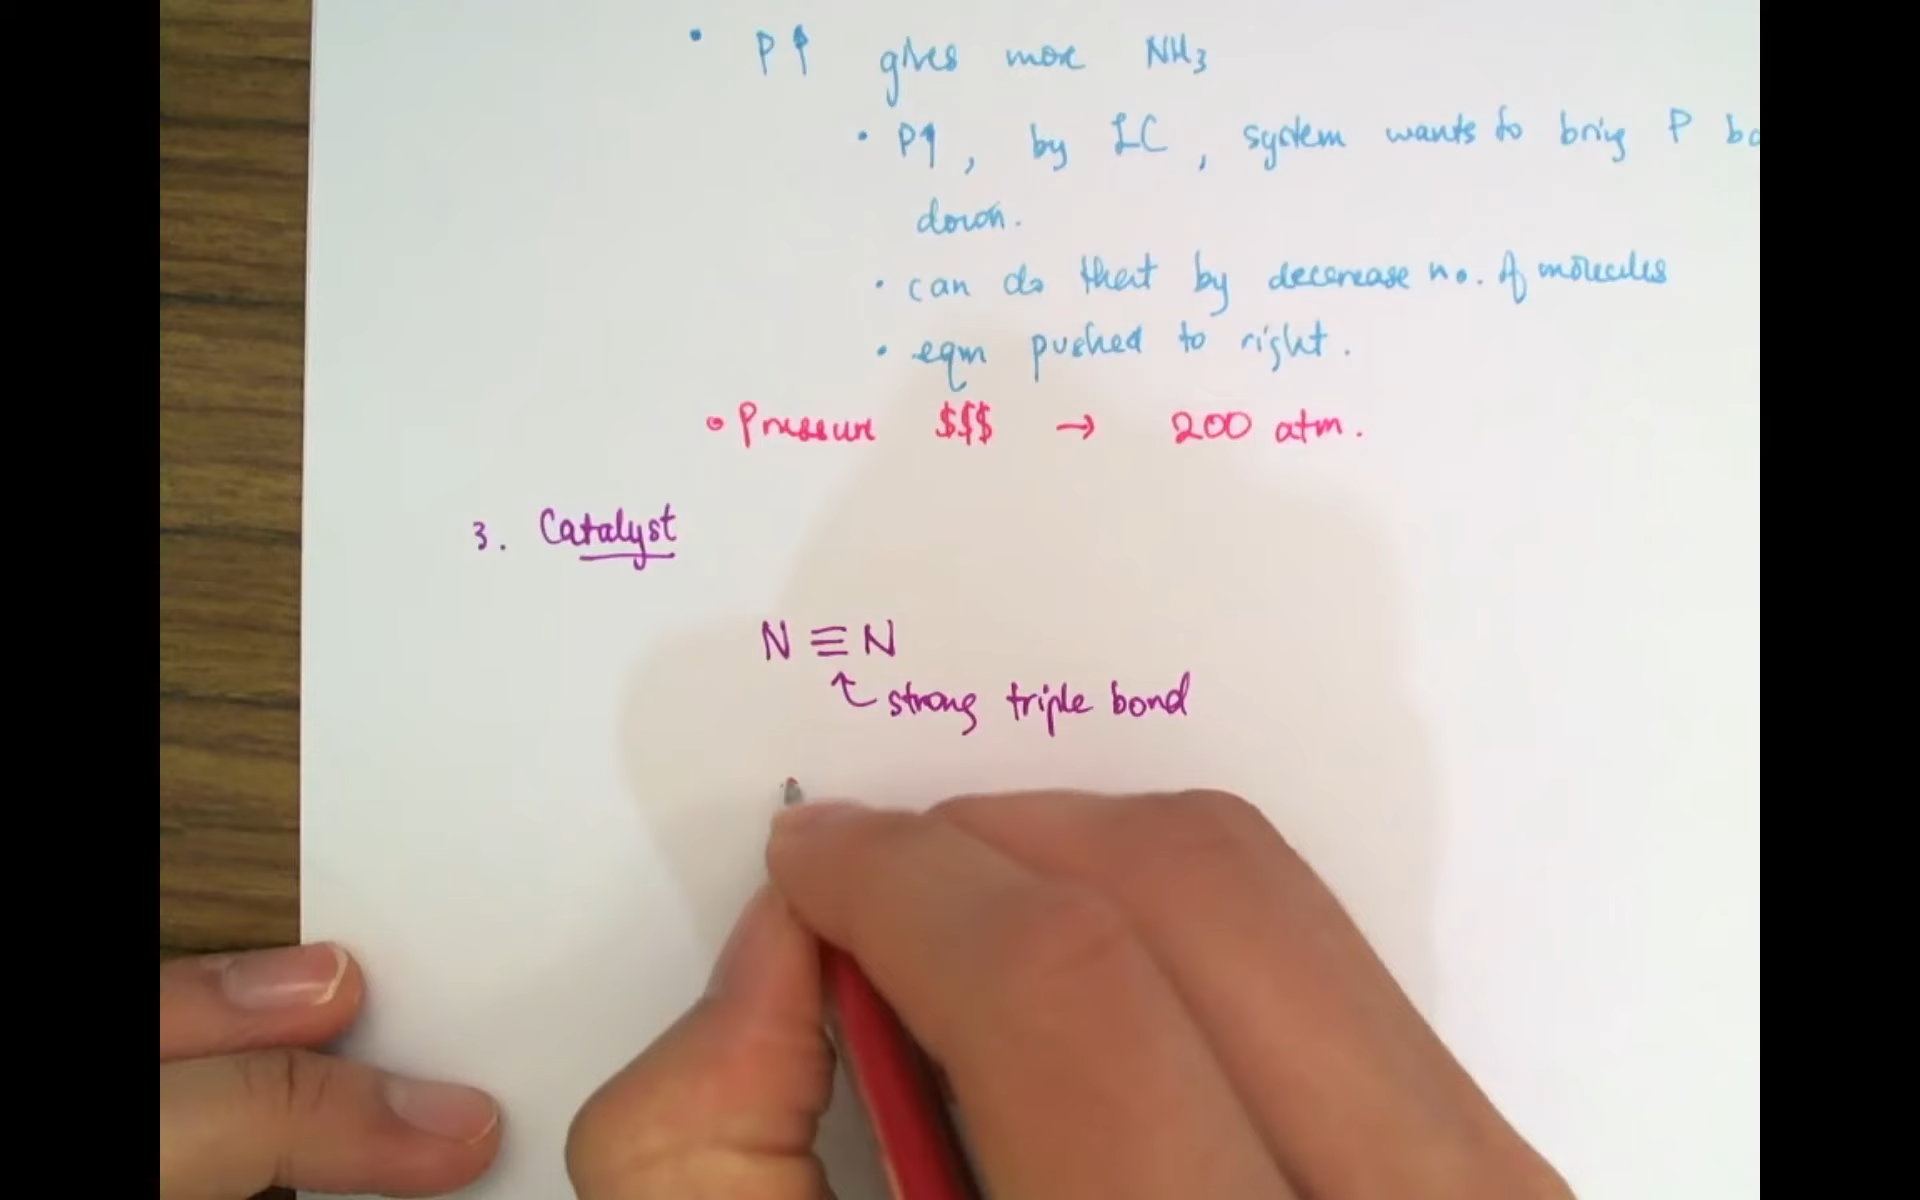 • P↑ gives more NH3
• P↑, by LC, system wants to bring P ba
down.
• can do that by decrease no. of molecules
• eqm pushed to right.
• Pressure $$$ → 200 atm.
3. Catalyst
N≡N
↑ strong triple bond